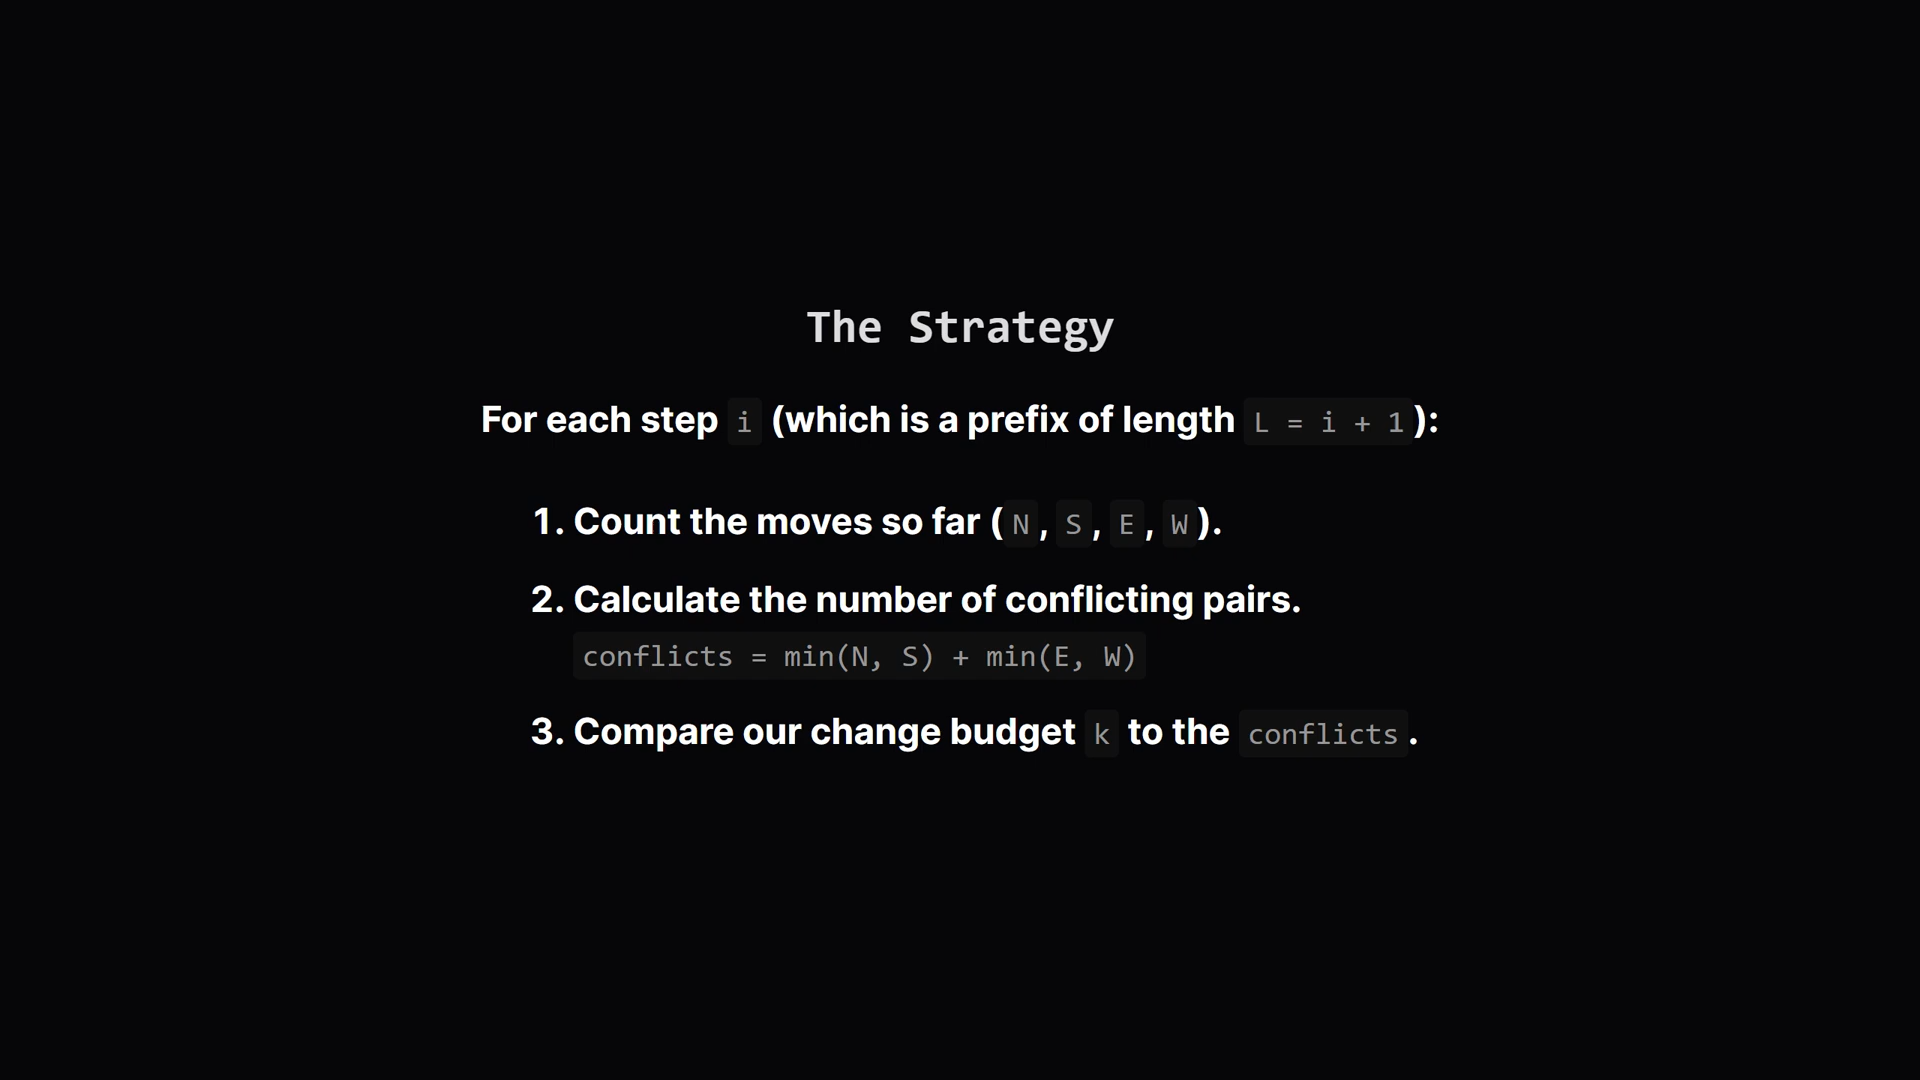 The Strategy
For each step i (which is a prefix of length L = i + 1):
1. Count the moves so far (N, S, E, W).
2. Calculate the number of conflicting pairs.
conflicts = min(N, S) + min(E, W)
3. Compare our change budget k to the conflicts.